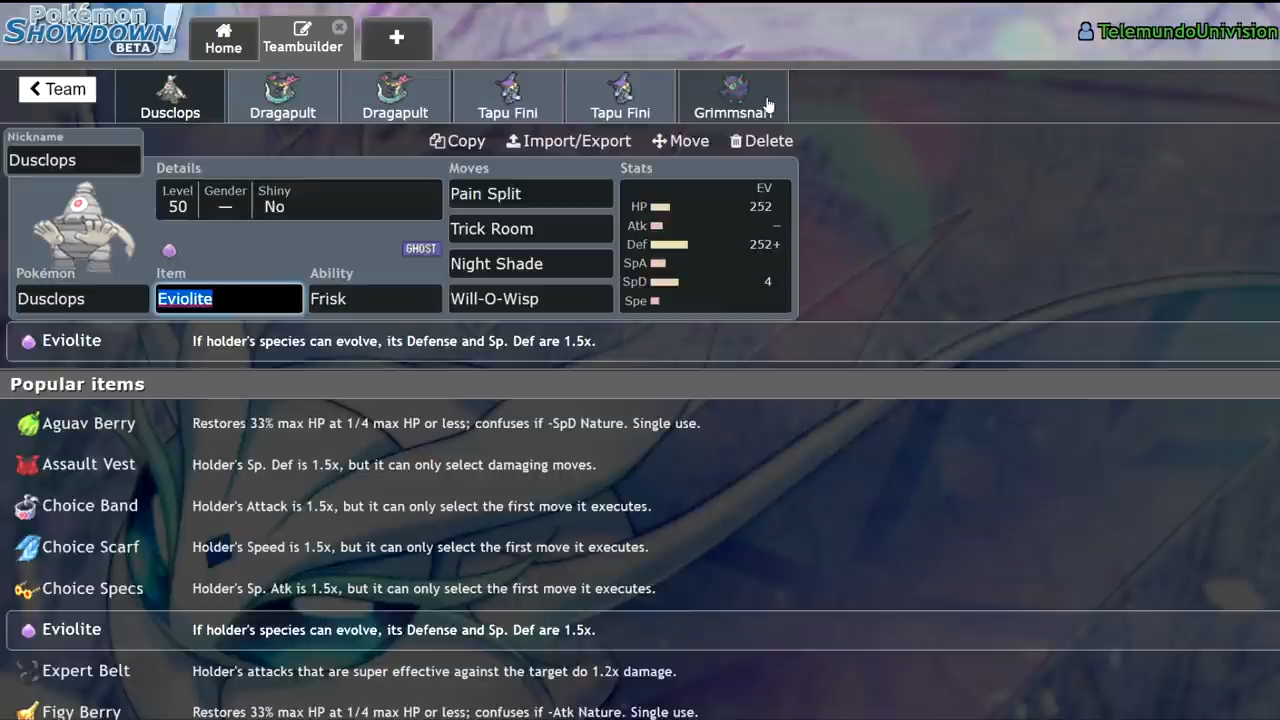 Pokémon
SHOWDOWN!
BETA
Home
Teambuilder
+
TelemundoUnivision
Team
Dusclops
Dragapult
Dragapult
Tapu Fini
Tapu Fini
Grimmsnarl
Copy
Import/Export
Move
Delete
Nickname
Dusclops
Details
Level
50
Gender
—
Shiny
No
GHOST
Pokémon
Dusclops
Item
Eviolite
Ability
Frisk
Moves
Pain Split
Trick Room
Night Shade
Will-O-Wisp
Stats
EV
HP 252
Atk –
Def 252+
SpA
SpD 4
Spe
Eviolite If holder's species can evolve, its Defense and Sp. Def are 1.5x.
Popular items
Aguav Berry Restores 33% max HP at 1/4 max HP or less; confuses if -SpD Nature. Single use.
Assault Vest Holder's Sp. Def is 1.5x, but it can only select damaging moves.
Choice Band Holder's Attack is 1.5x, but it can only select the first move it executes.
Choice Scarf Holder's Speed is 1.5x, but it can only select the first move it executes.
Choice Specs Holder's Sp. Atk is 1.5x, but it can only select the first move it executes.
Eviolite If holder's species can evolve, its Defense and Sp. Def are 1.5x.
Expert Belt Holder's attacks that are super effective against the target do 1.2x damage.
Figy Berry Restores 33% max HP at 1/4 max HP or less; confuses if -Atk Nature. Single use.